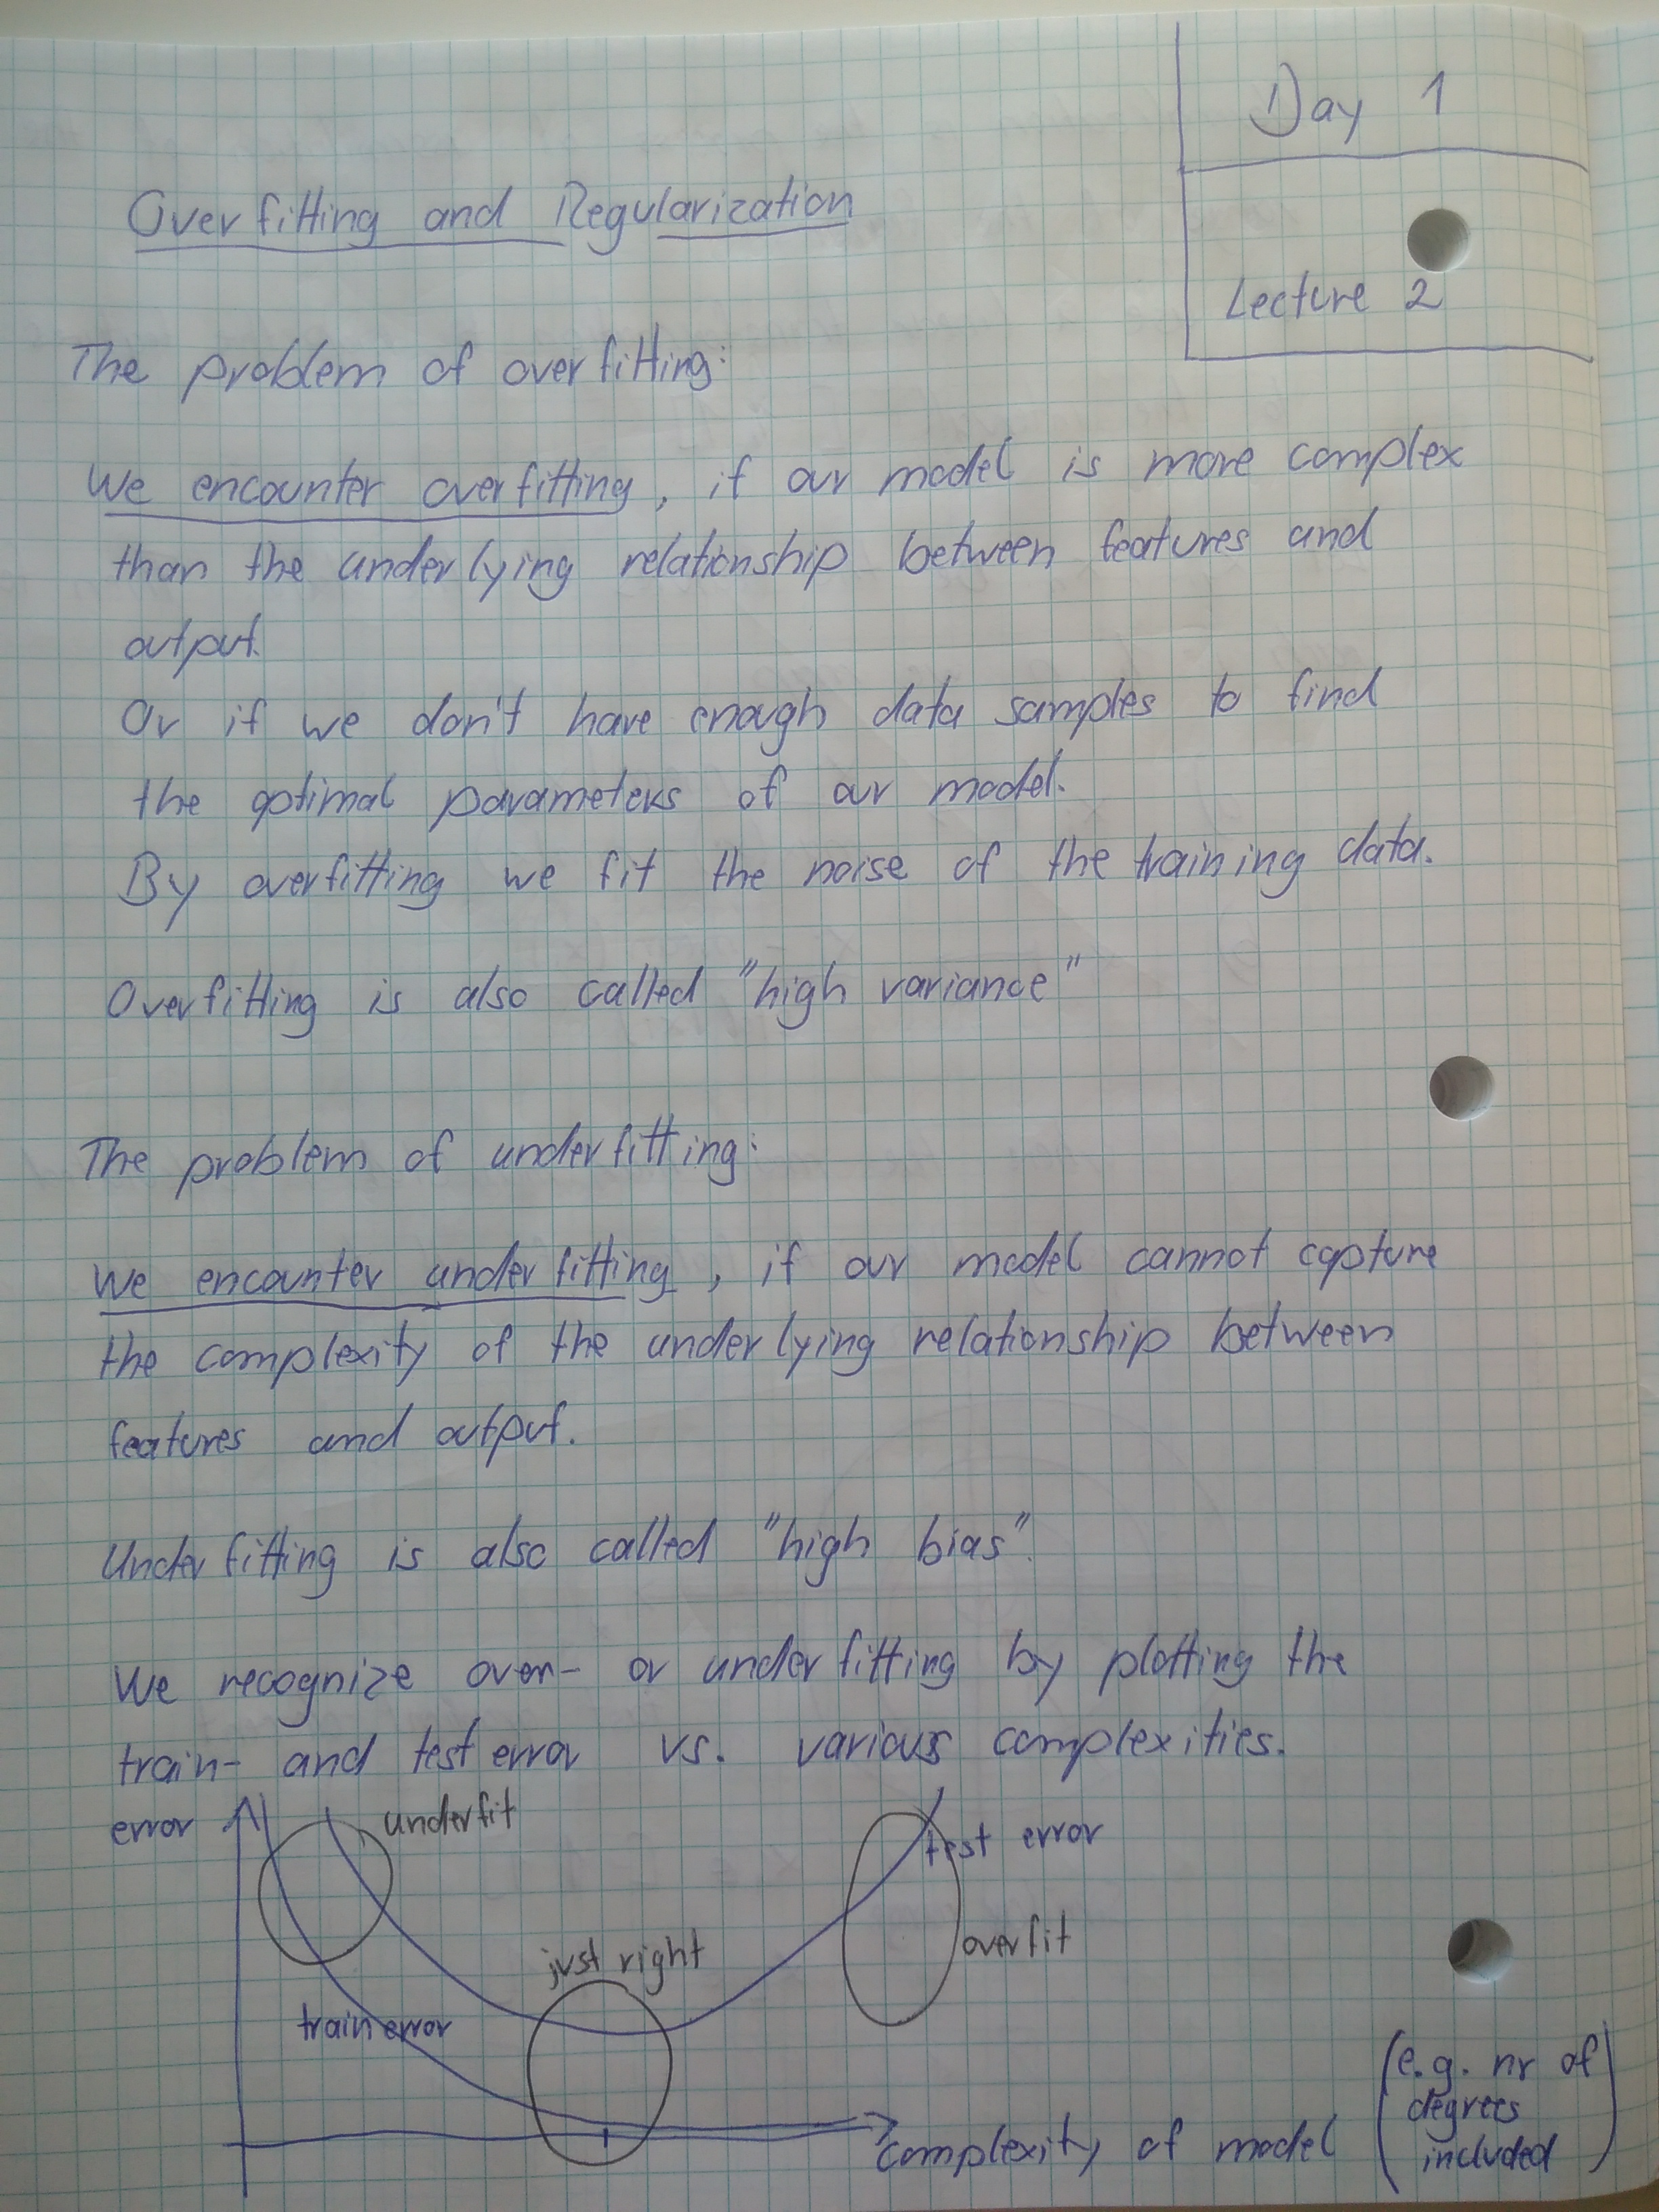 Day 1
Lecture 2
Overfitting and Regularization
The problem of overfitting:
We encounter overfitting, if our model is more complex
than the underlying relationship between features and
output.
Or if we don't have enough data samples to find
the optimal parameters of our model.
By overfitting we fit the noise of the training data.
Overfitting is also called "high variance"
The problem of underfitting:
We encounter underfitting, if our model cannot capture
the complexity of the underlying relationship between
features and output.
Underfitting is also called "high bias".
We recognize over- or underfitting by plotting the
train- and test error vs. various complexities.
error
underfit
test error
just right
overfit
train error
complexity of model
(e.g. nr of
degrees
included)